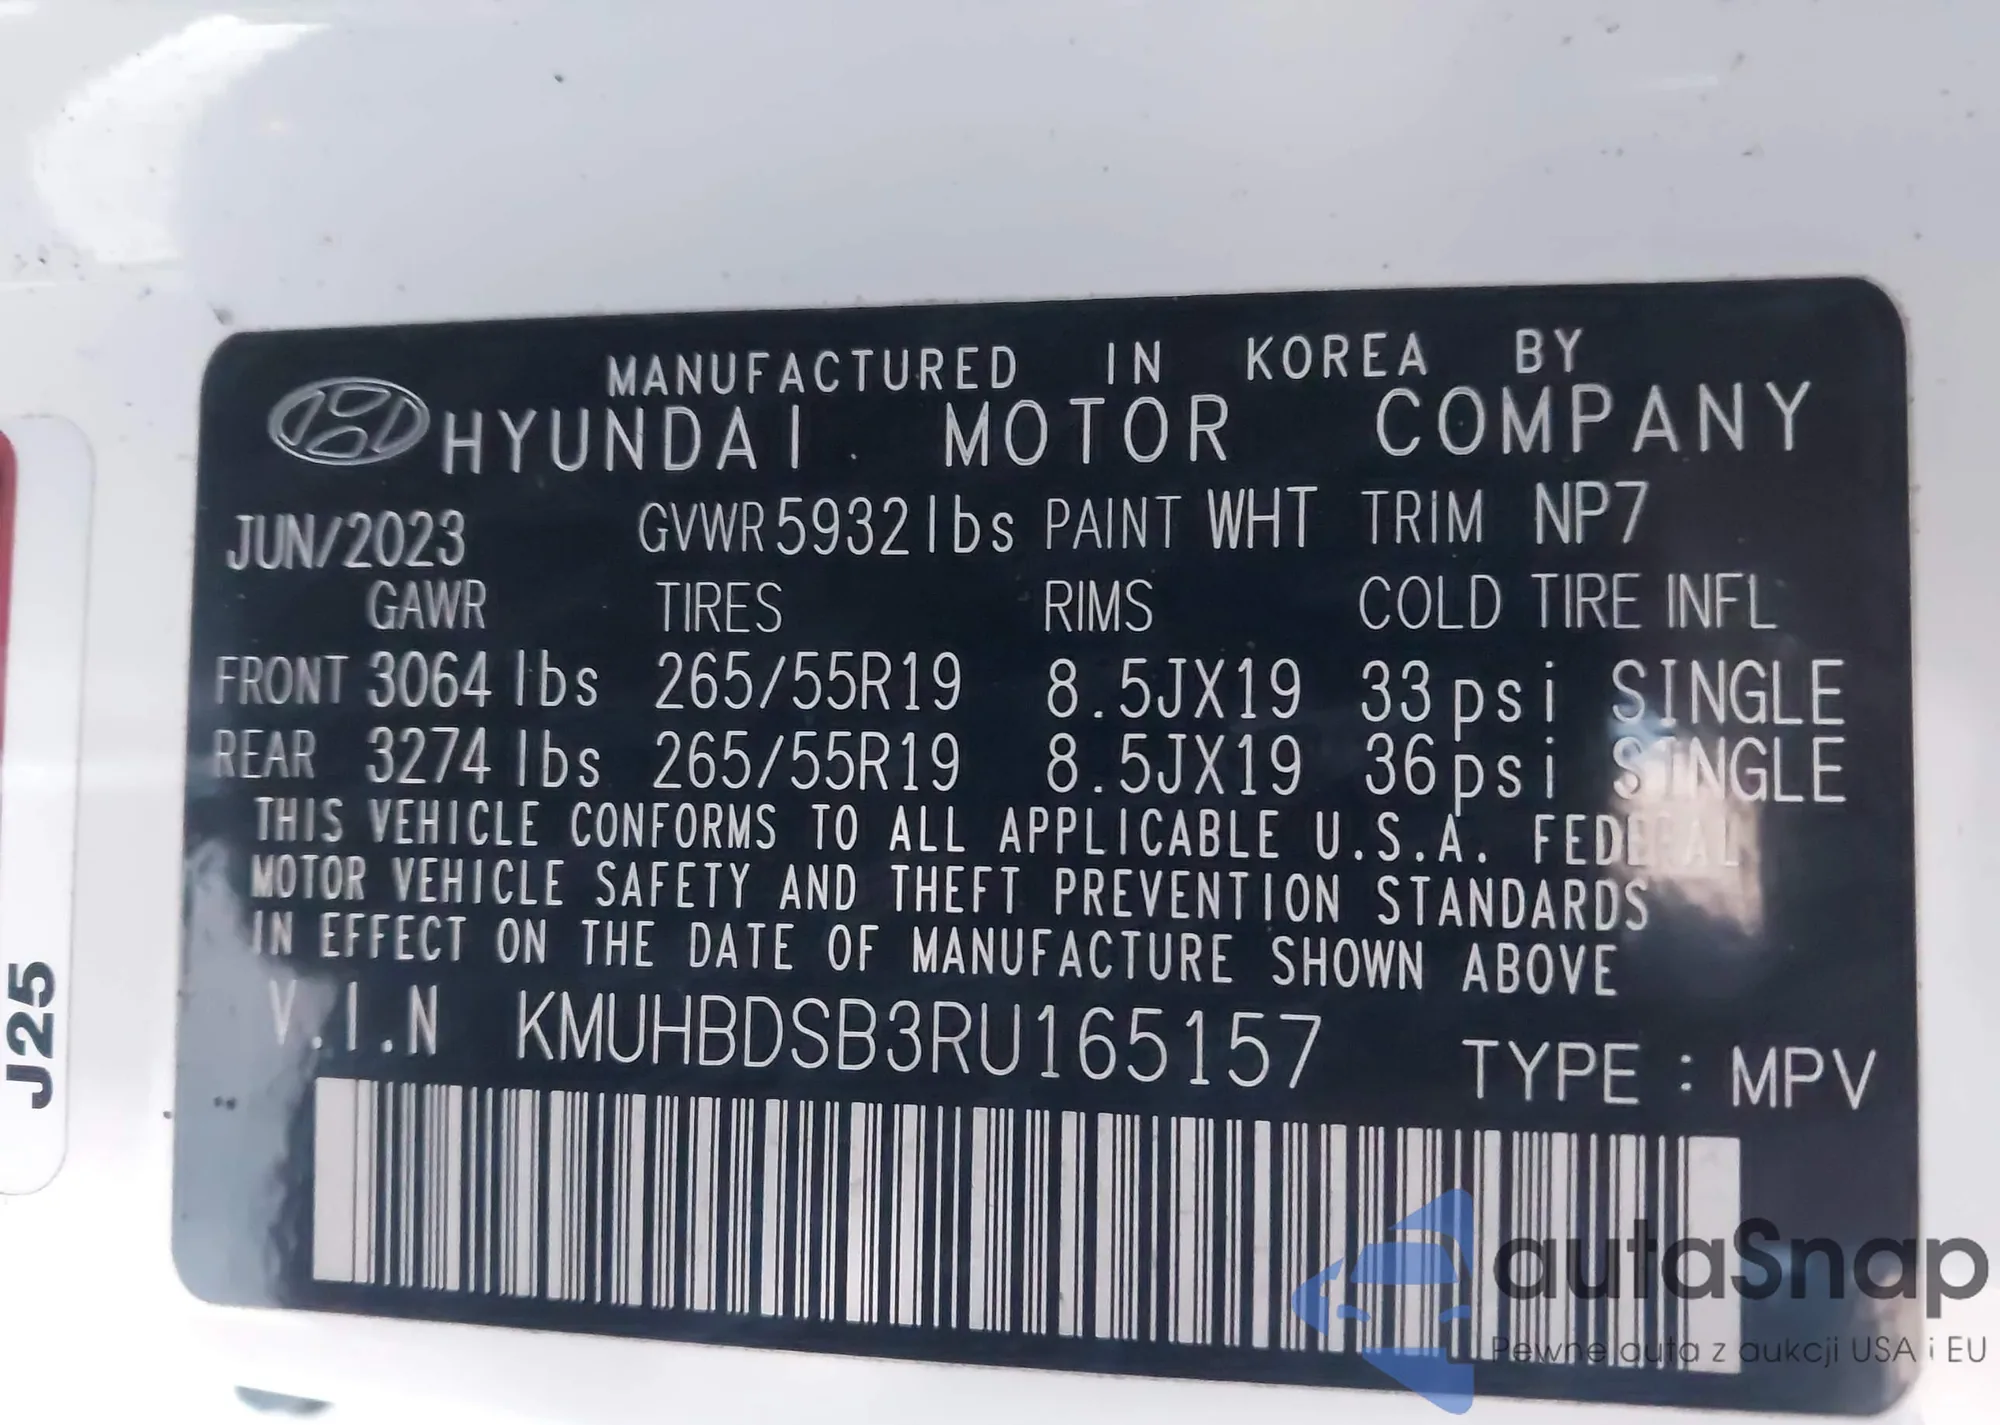 MANUFACTURED IN KOREA BY
HYUNDAI MOTOR COMPANY
JUN/2023 GVWR 5932 lbs PAINT WHT TRIM NP7
GAWR TIRES RIMS COLD TIRE INFL
FRONT 3064 lbs 265/55R19 8.5JX19 33 psi SINGLE
REAR 3274 lbs 265/55R19 8.5JX19 36 psi SINGLE
THIS VEHICLE CONFORMS TO ALL APPLICABLE U.S.A. FEDERAL
MOTOR VEHICLE SAFETY AND THEFT PREVENTION STANDARDS
IN EFFECT ON THE DATE OF MANUFACTURE SHOWN ABOVE
V.I.N KMUHBDSB3RU165157 TYPE : MPV
J25
autaSnap
Pewne auta z aukcji USA i EU